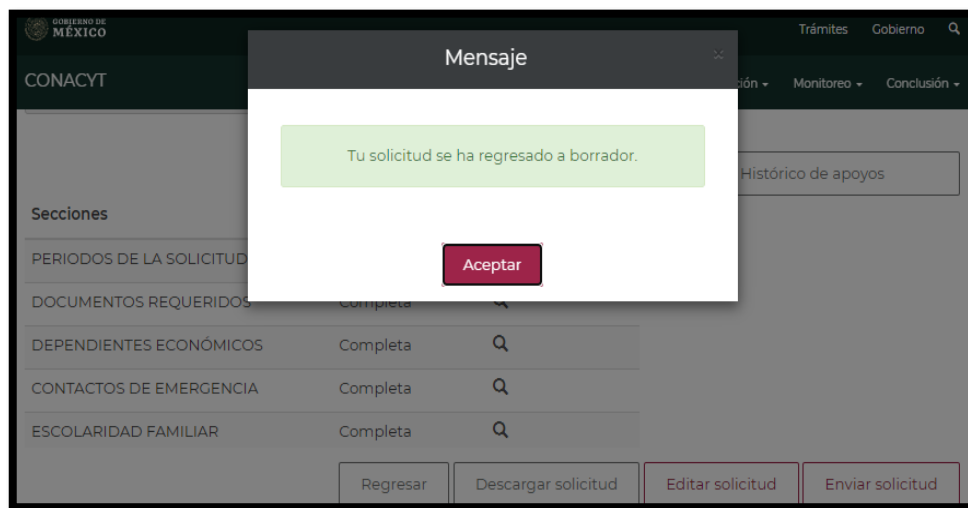 GOBIERNO DE
MÉXICO
Trámites Gobierno
Mensaje
CONACYT
ión Monitoreo Conclusión
Tu solicitud se ha regresado a borrador.
Histórico de apoyos
Secciones
Aceptar
PERIODOS DE LA SOLICITUD
DOCUMENTOS REQUERIDOS Completa
DEPENDIENTES ECONÓMICOS Completa
CONTACTOS DE EMERGENCIA Completa
ESCOLARIDAD FAMILIAR Completa
Regresar Descargar solicitud Editar solicitud Enviar solicitud